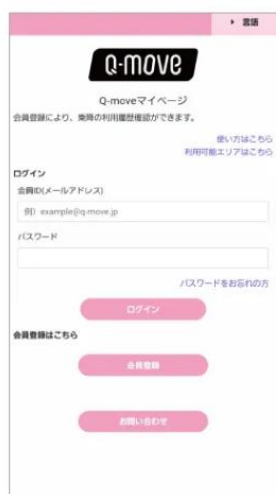 ▸ 言語
Q-move
Q-moveマイページ
会員登録により、乗降の利用履歴確認ができます。
使い方はこちら
利用可能エリアはこちら
ログイン
会員ID(メールアドレス)
例）example@q.move.jp
パスワード
パスワードをお忘れの方
ログイン
会員登録はこちら
会員登録
お問い合わせ